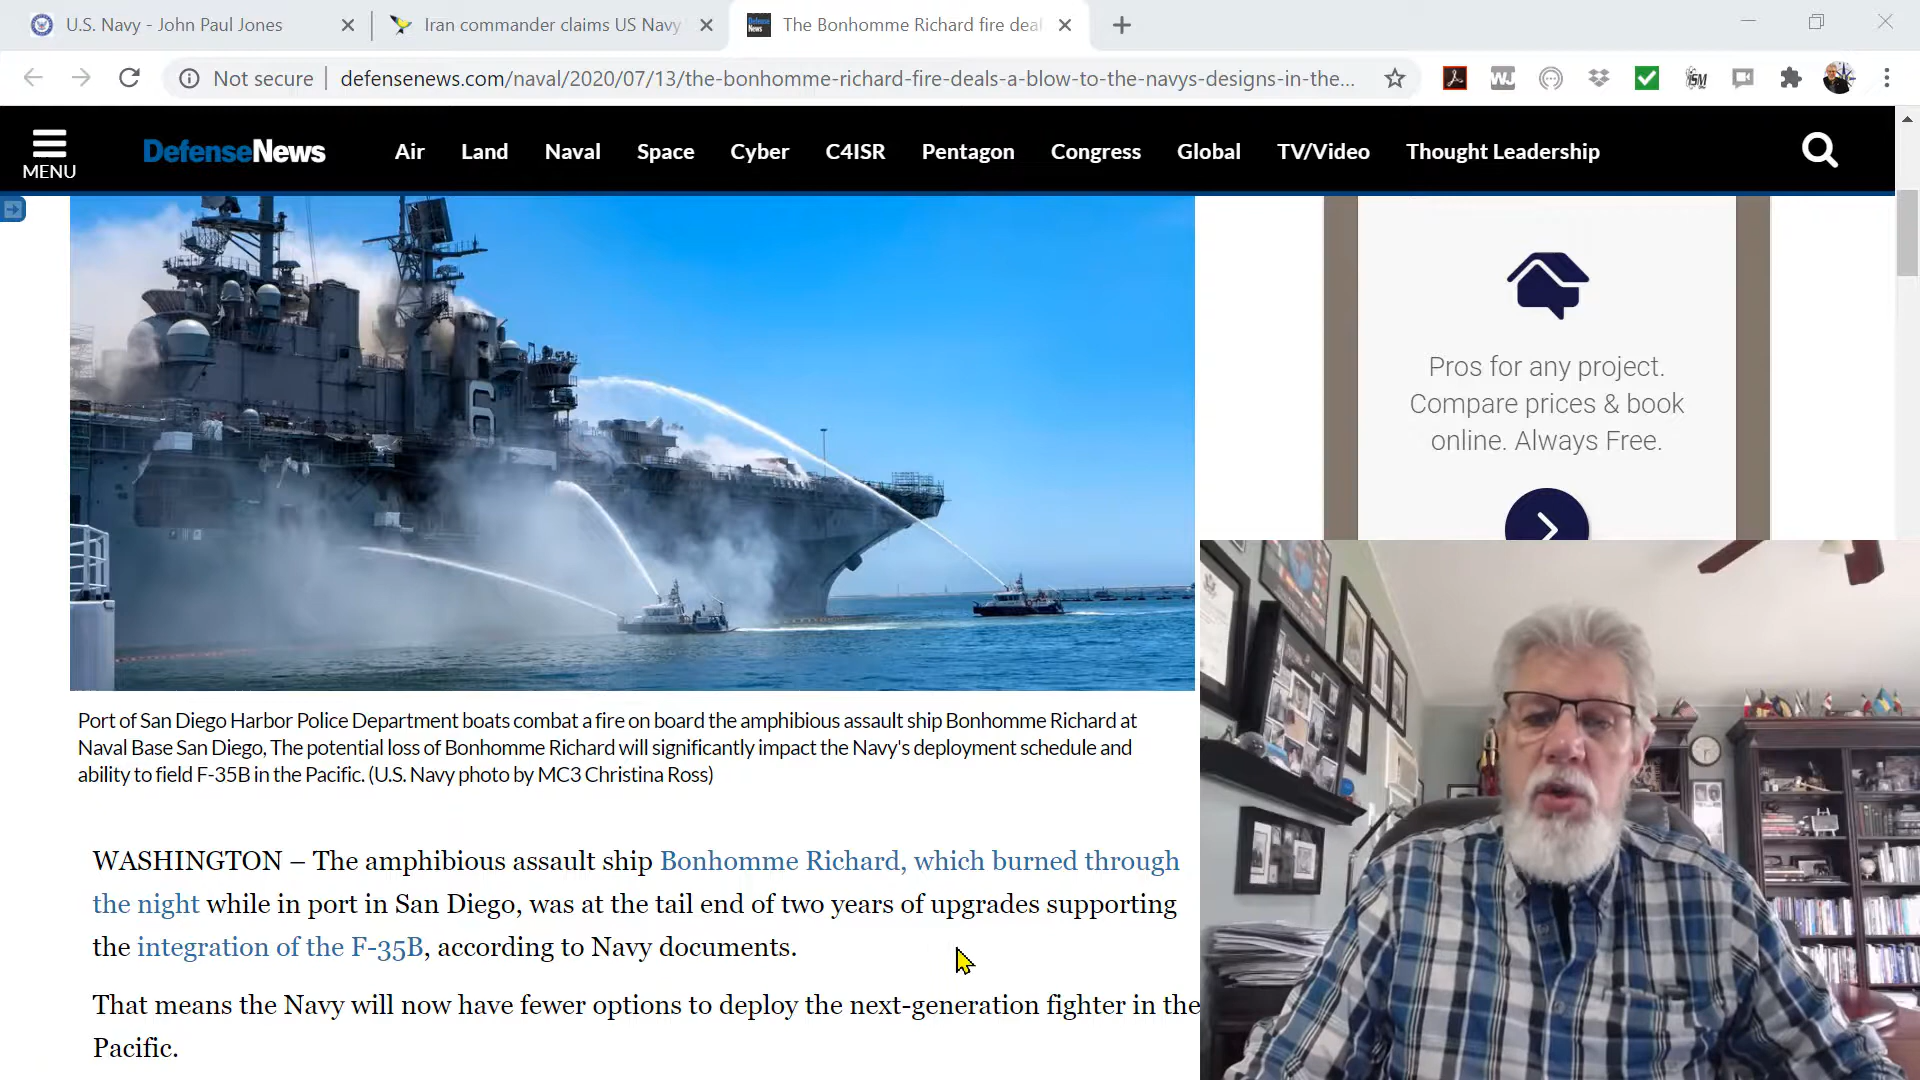 U.S. Navy - John Paul Jones
Iran commander claims US Navy
The Bonhomme Richard fire deal
Not secure
defensenews.com/naval/2020/07/13/the-bonhomme-richard-fire-deals-a-blow-to-the-navys-designs-in-the...
MENU
DefenseNews
Air Land Naval Space Cyber C4ISR Pentagon Congress Global TV/Video Thought Leadership
6
Pros for any project.
Compare prices & book
online. Always Free.
Port of San Diego Harbor Police Department boats combat a fire on board the amphibious assault ship Bonhomme Richard at
Naval Base San Diego, The potential loss of Bonhomme Richard will significantly impact the Navy's deployment schedule and
ability to field F-35B in the Pacific. (U.S. Navy photo by MC3 Christina Ross)
WASHINGTON – The amphibious assault ship Bonhomme Richard, which burned through
the night while in port in San Diego, was at the tail end of two years of upgrades supporting
the integration of the F-35B, according to Navy documents.
That means the Navy will now have fewer options to deploy the next-generation fighter in the
Pacific.